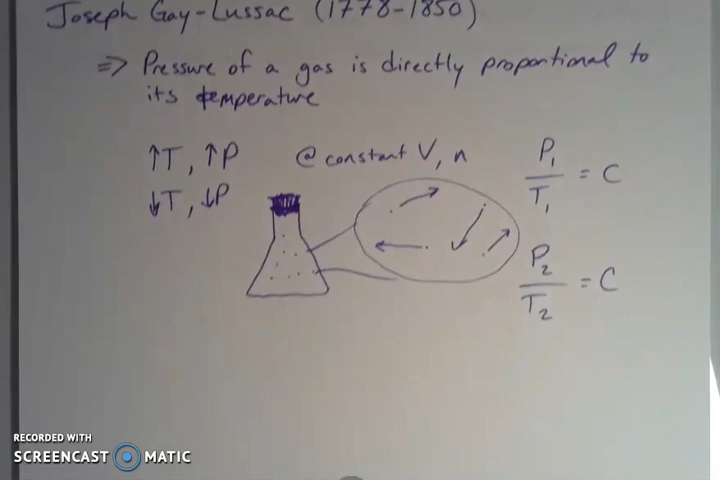 Joseph Gay-Lussac (1778-1850)
=> Pressure of a gas is directly proportional to
its temperature
↑T, ↑P
↓T, ↓P
@ constant V, n
P₁/T₁ = C
P₂/T₂ = C
RECORDED WITH
SCREENCAST MATIC